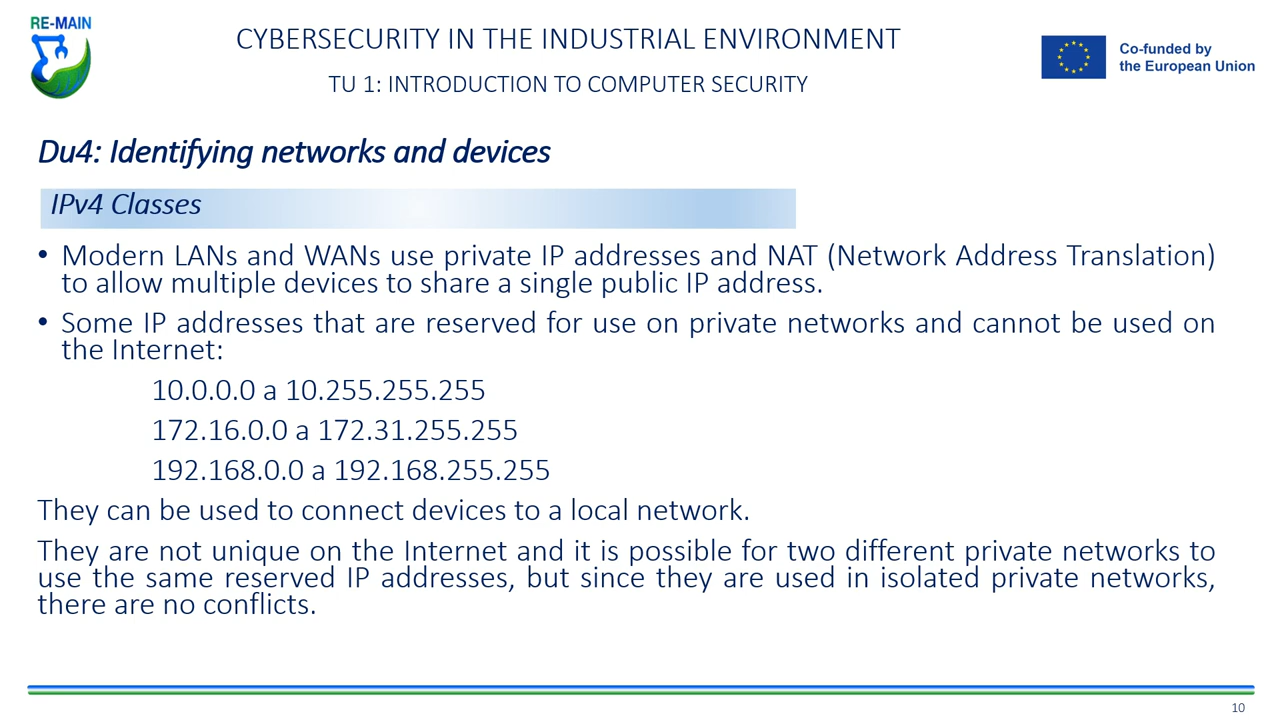 RE-MAIN
CYBERSECURITY IN THE INDUSTRIAL ENVIRONMENT
TU 1: INTRODUCTION TO COMPUTER SECURITY
Co-funded by
the European Union
Du4: Identifying networks and devices
IPv4 Classes
• Modern LANs and WANs use private IP addresses and NAT (Network Address Translation)
to allow multiple devices to share a single public IP address.
• Some IP addresses that are reserved for use on private networks and cannot be used on
the Internet:
10.0.0.0 a 10.255.255.255
172.16.0.0 a 172.31.255.255
192.168.0.0 a 192.168.255.255
They can be used to connect devices to a local network.
They are not unique on the Internet and it is possible for two different private networks to
use the same reserved IP addresses, but since they are used in isolated private networks,
there are no conflicts.
10